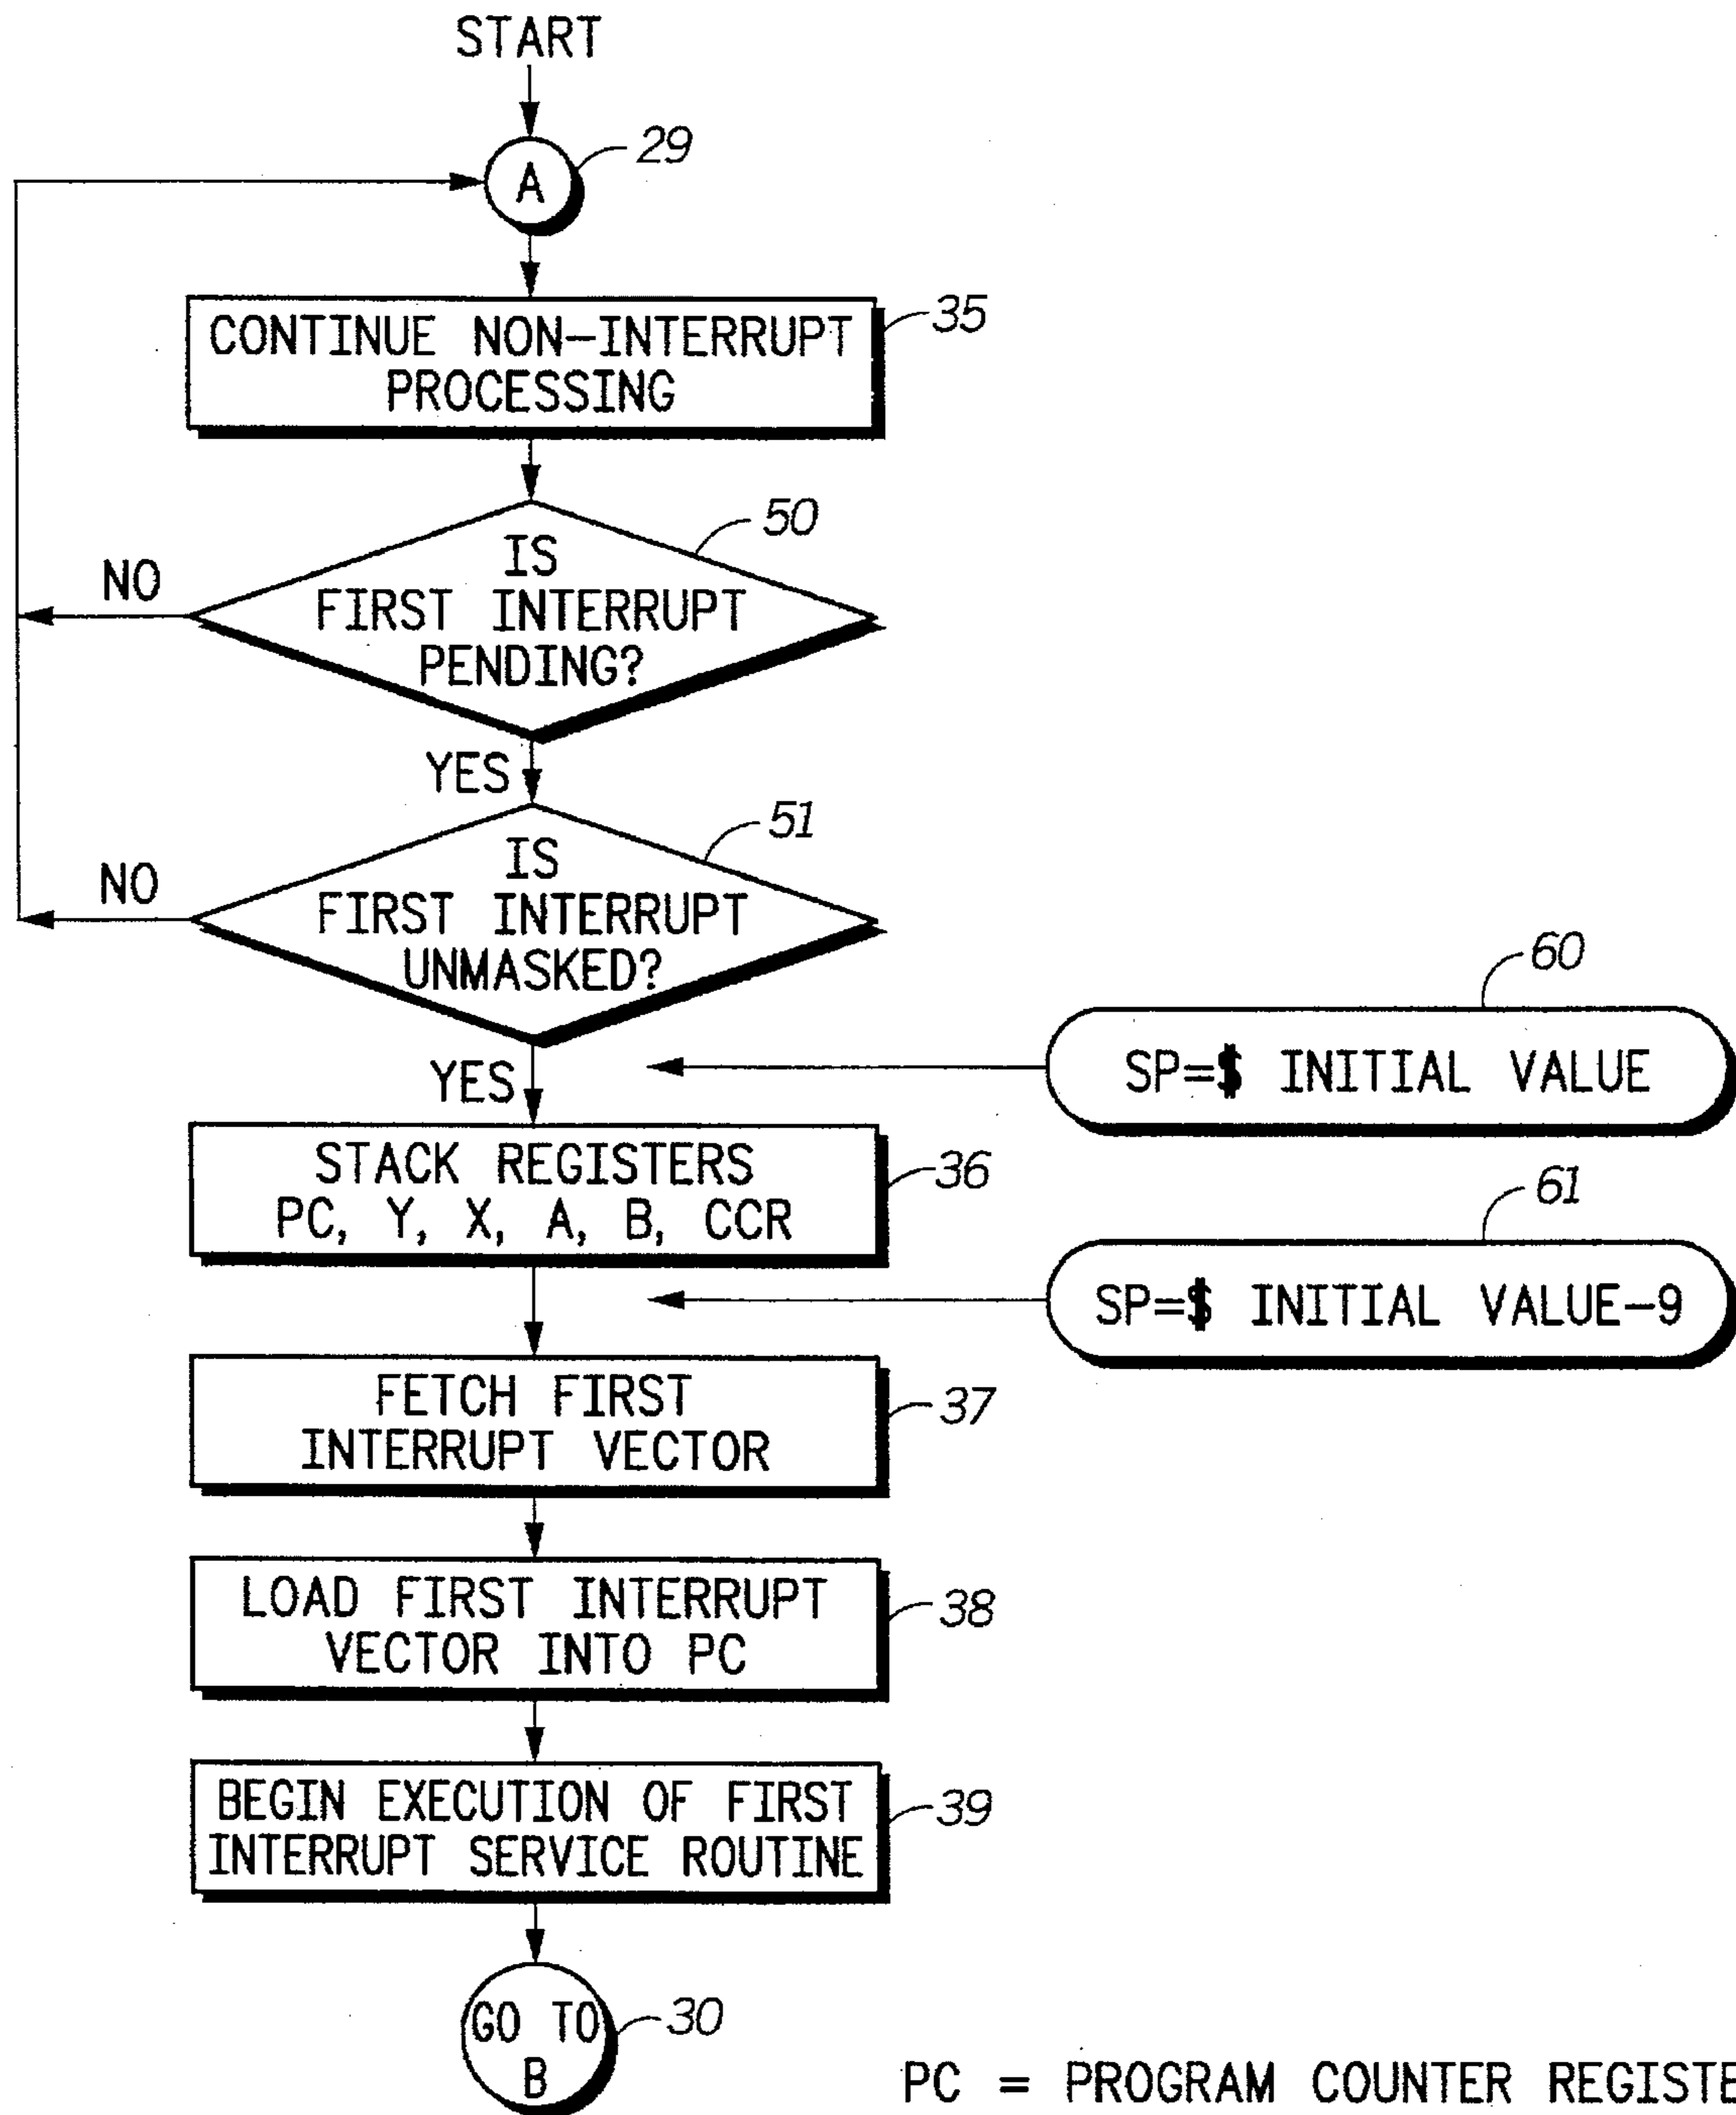 START
A
29
CONTINUE NON-INTERRUPT
PROCESSING
35
IS
FIRST INTERRUPT
PENDING?
50
NO
YES
IS
FIRST INTERRUPT
UNMASKED?
51
NO
YES
60
SP=$ INITIAL VALUE
STACK REGISTERS
PC, Y, X, A, B, CCR
36
61
SP=$ INITIAL VALUE-9
FETCH FIRST
INTERRUPT VECTOR
37
LOAD FIRST INTERRUPT
VECTOR INTO PC
38
BEGIN EXECUTION OF FIRST
INTERRUPT SERVICE ROUTINE
39
GO TO
B
30
PC = PROGRAM COUNTER